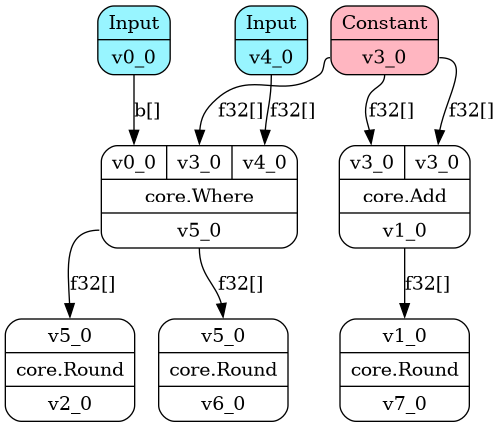 Input
v0_0
Input
v4_0
Constant
v3_0
b[]
f32[]
f32[]
f32[]
f32[]
v0_0 v3_0 v4_0
core.Where
v5_0
v3_0 v3_0
core.Add
v1_0
f32[]
f32[]
f32[]
v5_0
core.Round
v2_0
v5_0
core.Round
v6_0
v1_0
core.Round
v7_0